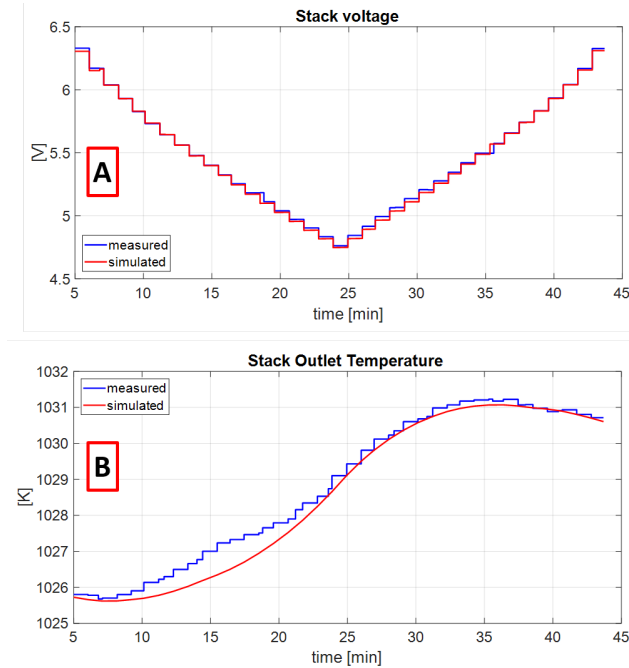 Stack voltage
6.5
6
5.5
5
4.5
[V]
A
measured
simulated
5 10 15 20 25 30 35 40 45
time [min]
Stack Outlet Temperature
1032
1031
1030
1029
1028
1027
1026
1025
[K]
measured
simulated
B
5 10 15 20 25 30 35 40 45
time [min]